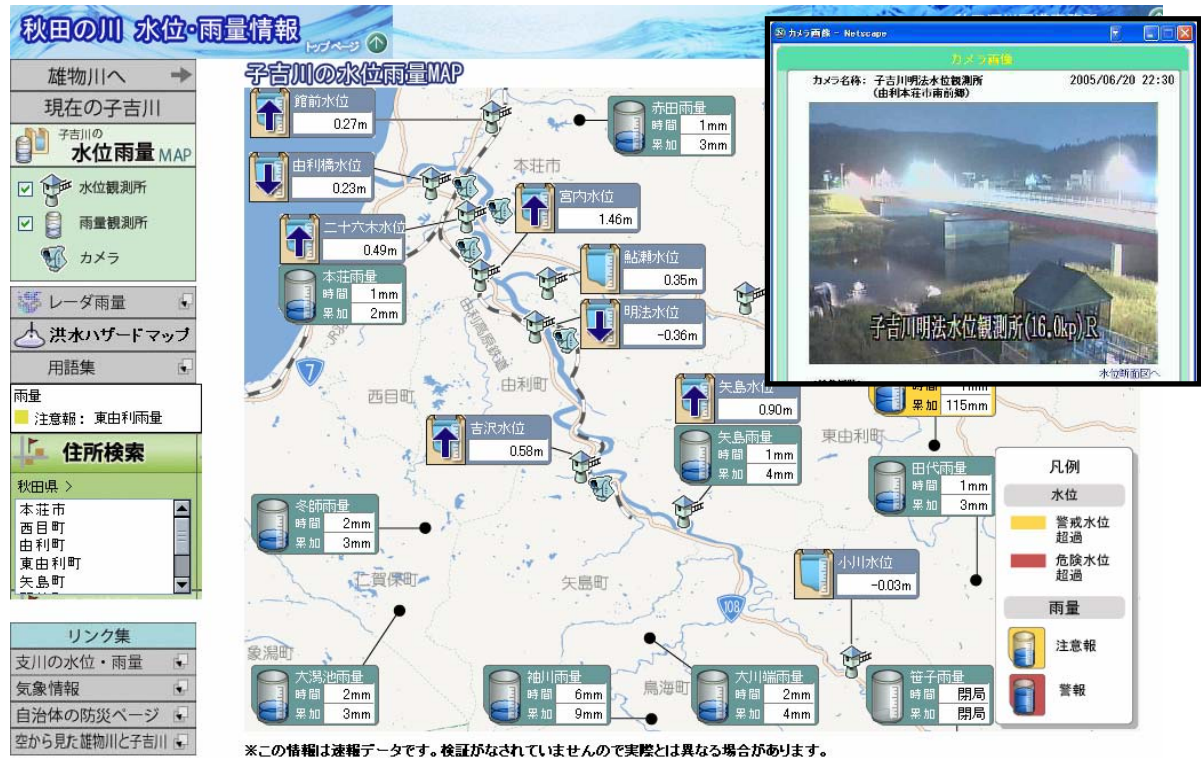 秋田の川 水位・雨量情報
トップページへ
雄物川へ
現在の子吉川
子吉川の
水位雨量 MAP
水位観測所
雨量観測所
カメラ
レーダ雨量
洪水ハザードマップ
用語集
雨量
注意報： 東由利雨量
住所検索
秋田県 >
本荘市
西目町
由利町
東由利町
矢島町
リンク集
支川の水位・雨量
気象情報
自治体の防災ページ
空から見た雄物川と子吉川
子吉川の水位雨量MAP
館前水位
0.27m
赤田雨量
時間 1mm
累加 3mm
由利橋水位
0.23m
本荘市
宮内水位
1.46m
二十六木水位
0.49m
本荘雨量
時間 1mm
累加 2mm
鮎瀬水位
0.35m
明法水位
-0.36m
由利高原鉄道
7
西目町
由利町
矢島水位
0.90m
吉沢水位
0.58m
矢島雨量
時間 1mm
累加 4mm
東由利町
累加 115mm
田代雨量
時間 1mm
累加 3mm
冬師雨量
時間 2mm
累加 3mm
仁賀保町
矢島町
小川水位
-0.03m
108
象潟町
大潟池雨量
時間 2mm
累加 3mm
袖川雨量
時間 6mm
累加 9mm
鳥海町
大川端雨量
時間 2mm
累加 4mm
笹子雨量
時間 閉局
累加 閉局
凡例
水位
警戒水位
超過
危険水位
超過
雨量
注意報
警報
※この情報は速報データです。検証がなされていませんので実際とは異なる場合があります。
カメラ画像 - Netscape
カメラ画像
カメラ名称： 子吉川明法水位観測所 2005/06/20 22:30
(由利本荘市南前郷)
子吉川明法水位観測所(16.0kp)R
水位断面図へ